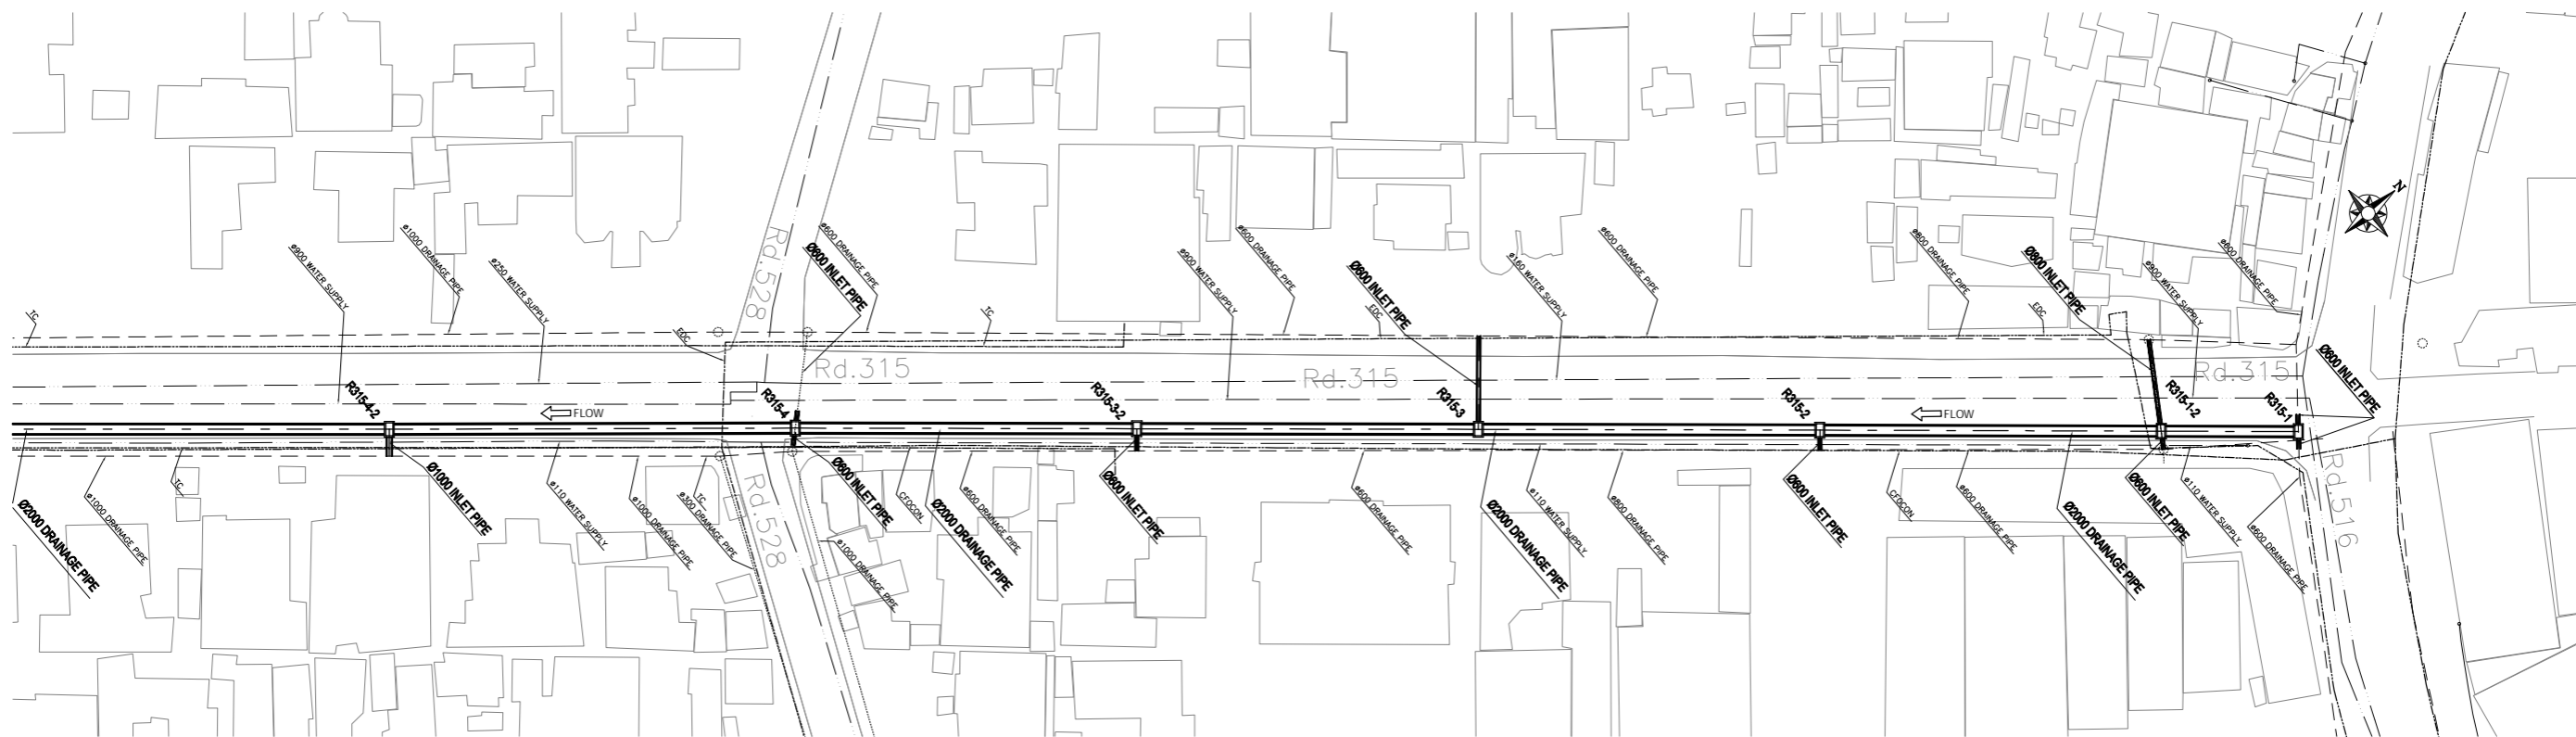 N
ø900 WATER SUPPLY
ø1000 DRAINAGE PIPE
ø250 WATER SUPPLY
Rd.528
ø600 DRAINAGE PIPE
Ø800 INLET PIPE
ø900 WATER SUPPLY
ø600 DRAINAGE PIPE
Ø600 INLET PIPE
ø160 WATER SUPPLY
ø600 DRAINAGE PIPE
ø800 DRAINAGE PIPE
Ø800 INLET PIPE
ø900 WATER SUPPLY
ø600 DRAINAGE PIPE
TC
EDC
TC
EDC
EDC
Rd.315
Rd.315
Rd.315
Ø600 INLET PIPE
R315-4-2
FLOW
R315-4
R315-3-2
R315-3
R315-2
FLOW
R315-1-2
R315-1
Ø2000 DRAINAGE PIPE
ø1000 DRAINAGE PIPE
TC
Ø1000 INLET PIPE
ø110 WATER SUPPLY
ø1000 DRAINAGE PIPE
ø300 DRAINAGE PIPE
TC
Rd.528
Ø600 INLET PIPE
ø1000 DRAINAGE PIPE
CFOCON
Ø2000 DRAINAGE PIPE
ø600 DRAINAGE PIPE
Ø600 INLET PIPE
ø600 DRAINAGE PIPE
Ø2000 DRAINAGE PIPE
ø110 WATER SUPPLY
ø800 DRAINAGE PIPE
Ø600 INLET PIPE
CFOCON
ø600 DRAINAGE PIPE
Ø2000 DRAINAGE PIPE
Ø600 INLET PIPE
ø110 WATER SUPPLY
ø600 DRAINAGE PIPE
Rd.516